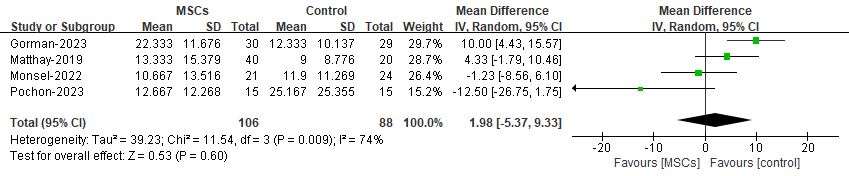 MSCs Control Mean Difference Mean Difference
Study or Subgroup Mean SD Total Mean SD Total Weight IV, Random, 95% CI IV, Random, 95% CI
Gorman-2023 22.333 11.676 30 12.333 10.137 29 29.7% 10.00 [4.43, 15.57]
Matthay-2019 13.333 15.379 40 9 8.776 20 28.7% 4.33 [-1.79, 10.46]
Monsel-2022 10.667 13.516 21 11.9 11.269 24 26.4% -1.23 [-8.56, 6.10]
Pochon-2023 12.667 12.268 15 25.167 25.355 15 15.2% -12.50 [-26.75, 1.75]
Total (95% CI) 106 88 100.0% 1.98 [-5.37, 9.33]
Heterogeneity: Tau² = 39.23; Chi² = 11.54, df = 3 (P = 0.009); I² = 74%
Test for overall effect: Z = 0.53 (P = 0.60)
-20 -10 0 10 20
Favours [MSCs] Favours [control]